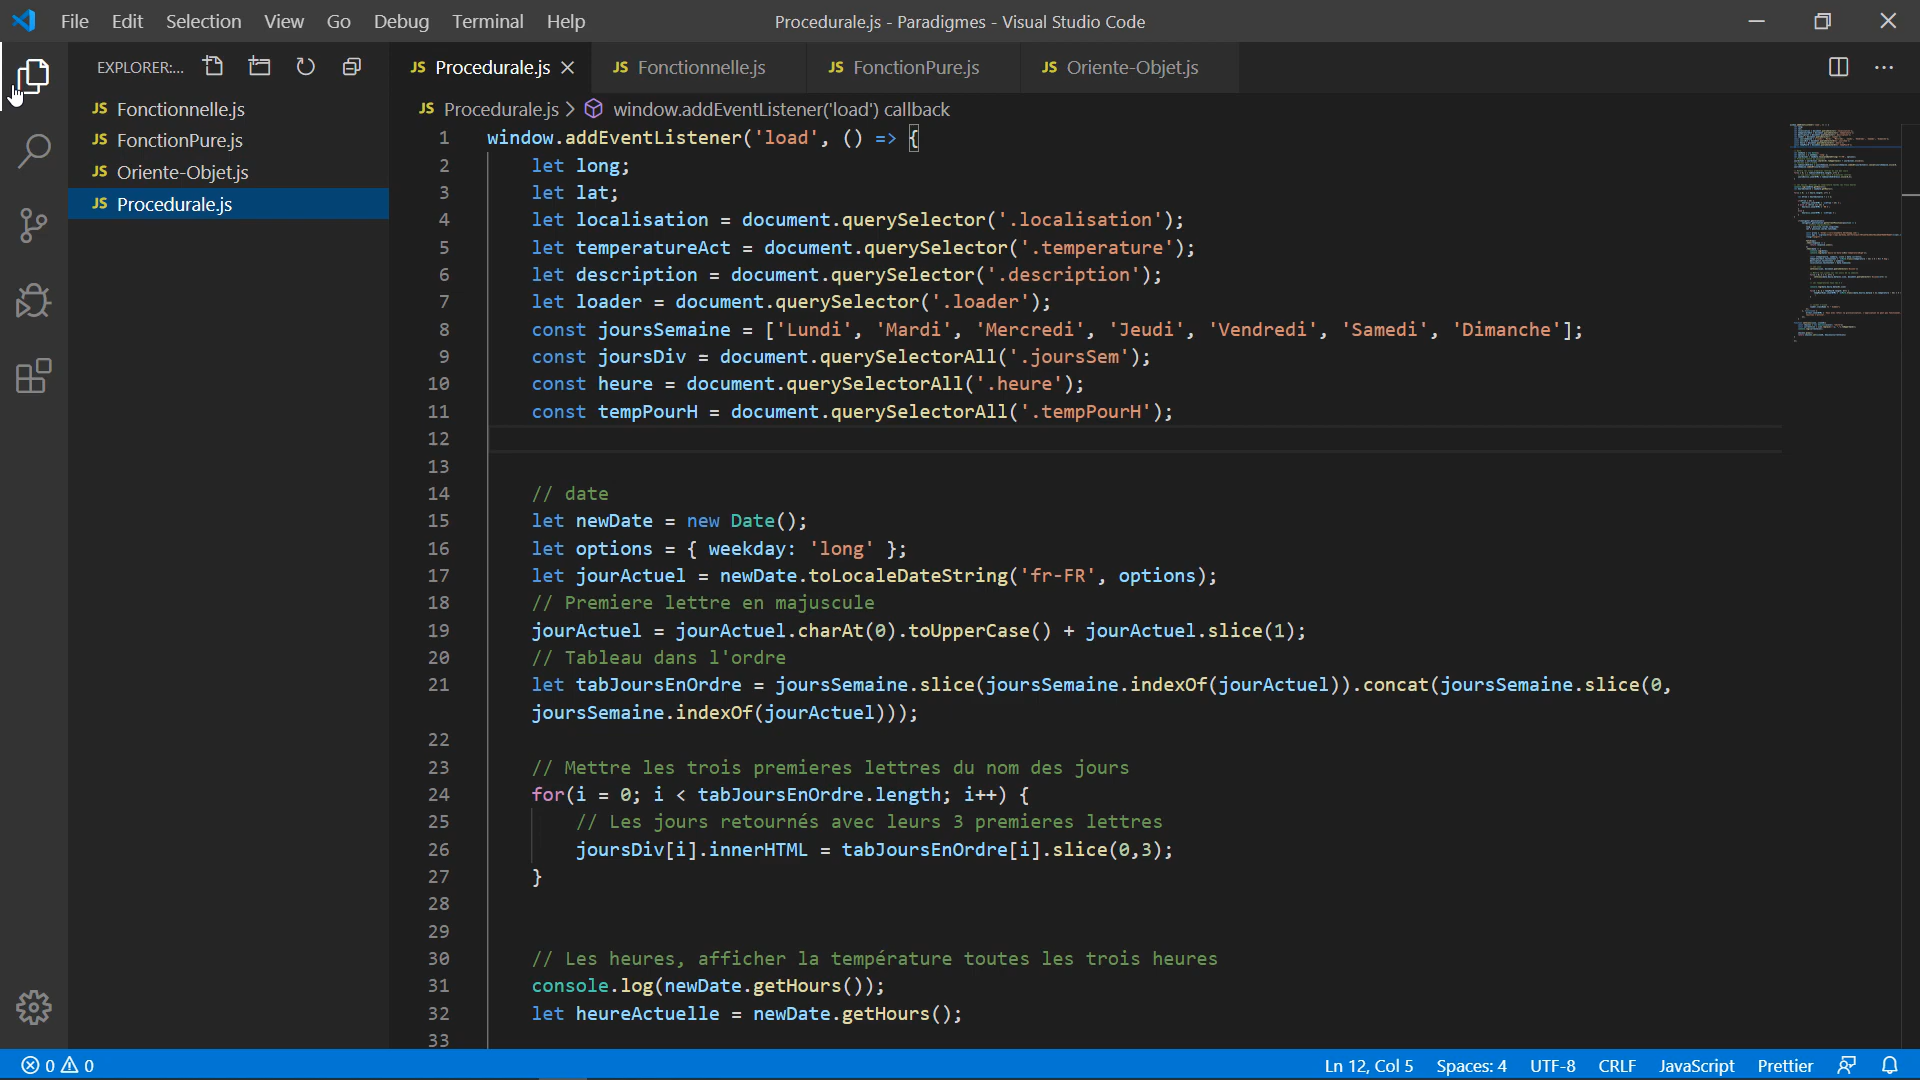 File Edit Selection View Go Debug Terminal Help
Procedurale.js - Paradigmes - Visual Studio Code
EXPLORER:...
JS Fonctionnelle.js
JS FonctionPure.js
JS Oriente-Objet.js
JS Procedurale.js
JS Procedurale.js JS Fonctionnelle.js JS FonctionPure.js JS Oriente-Objet.js
JS Procedurale.js > window.addEventListener('load') callback
1 window.addEventListener('load', () => {
2 let long;
3 let lat;
4 let localisation = document.querySelector('.localisation');
5 let temperatureAct = document.querySelector('.temperature');
6 let description = document.querySelector('.description');
7 let loader = document.querySelector('.loader');
8 const joursSemaine = ['Lundi', 'Mardi', 'Mercredi', 'Jeudi', 'Vendredi', 'Samedi', 'Dimanche'];
9 const joursDiv = document.querySelectorAll('.joursSem');
10 const heure = document.querySelectorAll('.heure');
11 const tempPourH = document.querySelectorAll('.tempPourH');
12
13
14 // date
15 let newDate = new Date();
16 let options = { weekday: 'long' };
17 let jourActuel = newDate.toLocaleDateString('fr-FR', options);
18 // Premiere lettre en majuscule
19 jourActuel = jourActuel.charAt(0).toUpperCase() + jourActuel.slice(1);
20 // Tableau dans l'ordre
21 let tabJoursEnOrdre = joursSemaine.slice(joursSemaine.indexOf(jourActuel)).concat(joursSemaine.slice(0,
joursSemaine.indexOf(jourActuel)));
22
23 // Mettre les trois premieres lettres du nom des jours
24 for(i = 0; i < tabJoursEnOrdre.length; i++) {
25 // Les jours retournés avec leurs 3 premieres lettres
26 joursDiv[i].innerHTML = tabJoursEnOrdre[i].slice(0,3);
27 }
28
29
30 // Les heures, afficher la température toutes les trois heures
31 console.log(newDate.getHours());
32 let heureActuelle = newDate.getHours();
33
0 0
Ln 12, Col 5 Spaces: 4 UTF-8 CRLF JavaScript Prettier